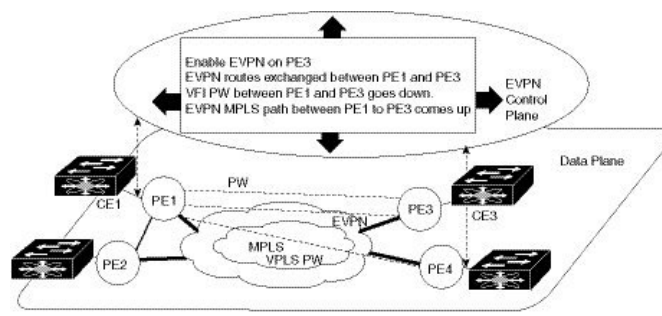 Enable EVPN on PE3
EVPN routes exchanged between PE1 and PE3
VFI PW between PE1 and PE3 goes down.
EVPN MPLS path between PE1 to PE3 comes up
EVPN
Control
Plane
Data Plane
PW
CE1
PE1
PE3
CE3
EVPN
MPLS
VPLS PW
PE2
PE4